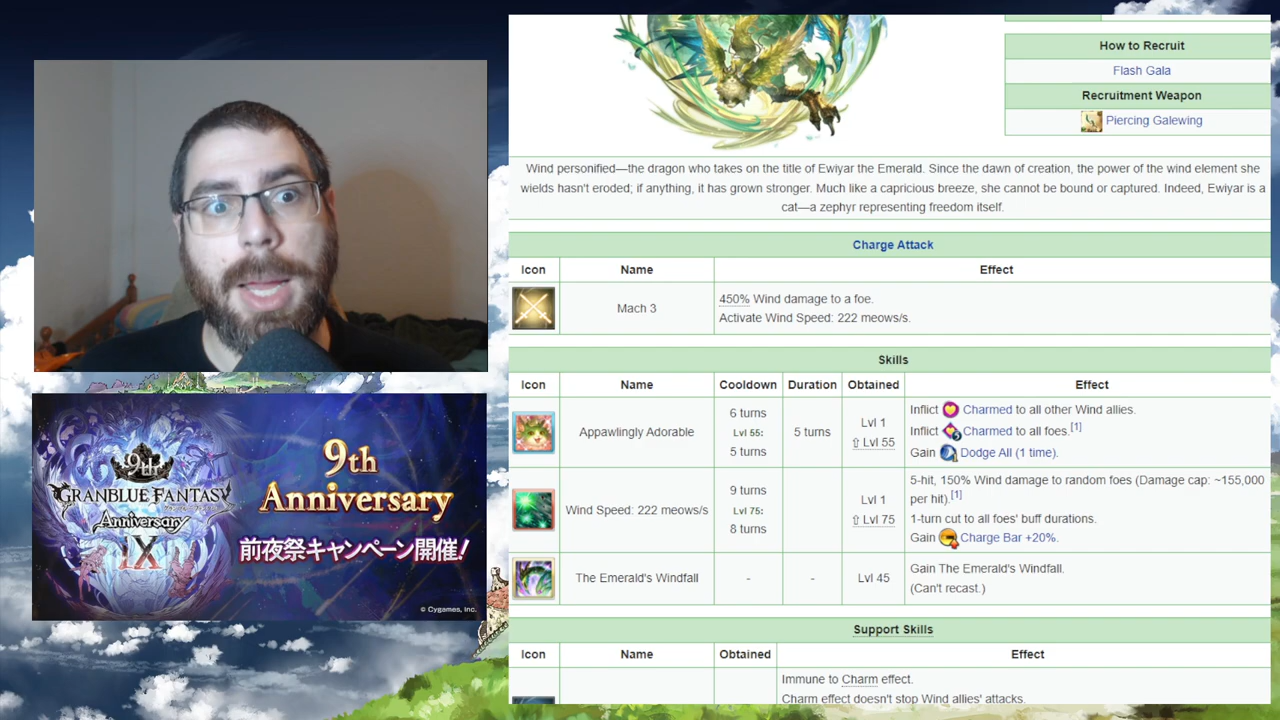 How to Recruit
Flash Gala
Recruitment Weapon
Piercing Galewing
Wind personified—the dragon who takes on the title of Ewiyar the Emerald. Since the dawn of creation, the power of the wind element she
wields hasn't eroded; if anything, it has grown stronger. Much like a capricious breeze, she cannot be bound or captured. Indeed, Ewiyar is a
cat—a zephyr representing freedom itself.
Charge Attack
Icon Name Effect
Mach 3
450% Wind damage to a foe.
Activate Wind Speed: 222 meows/s.
Skills
Icon Name Cooldown Duration Obtained Effect
Appawlingly Adorable
6 turns
Lvl 55:
5 turns
5 turns
Lvl 1
⇧ Lvl 55
Inflict Charmed to all other Wind allies.
Inflict Charmed to all foes.[1]
Gain Dodge All (1 time).
Wind Speed: 222 meows/s
9 turns
Lvl 75:
8 turns
Lvl 1
⇧ Lvl 75
5-hit, 150% Wind damage to random foes (Damage cap: ~155,000
per hit).[1]
1-turn cut to all foes' buff durations.
Gain Charge Bar +20%.
The Emerald's Windfall
- - Lvl 45
Gain The Emerald's Windfall.
(Can't recast.)
Support Skills
Icon Name Obtained Effect
Immune to Charm effect.
Charm effect doesn't stop Wind allies' attacks.
9th
GRANBLUE FANTASY
Anniversary
IX
9th
Anniversary
前夜祭キャンペーン開催!
© Cygames, Inc.